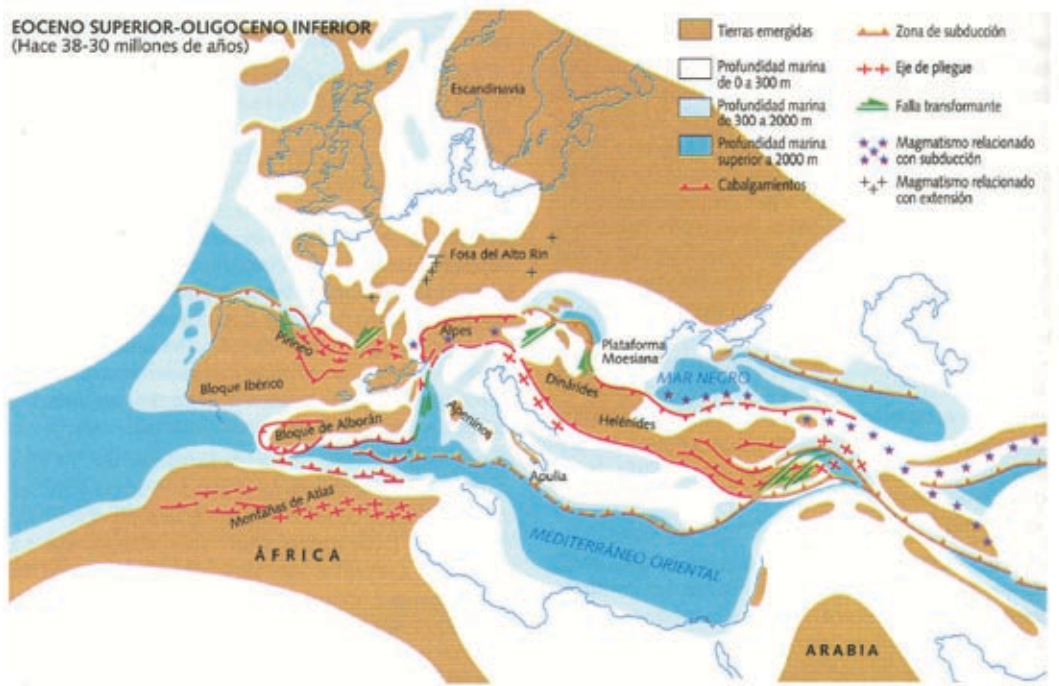 EOCENO SUPERIOR-OLIGOCENO INFERIOR
(Hace 38-30 millones de años)
Tierras emergidas
Profundidad marina
de 0 a 300 m
Profundidad marina
de 300 a 2000 m
Profundidad marina
superior a 2000 m
Cabalgamientos
Zona de subducción
Eje de pliegue
Falla transformante
Magmatismo relacionado
con subducción
Magmatismo relacionado
con extensión
Escandinavia
Fosa del Alto Rin
Pirineo
Alpes
Plataforma
Moesiana
Bloque Ibérico
Dinárides
MAR NEGRO
Bloque de Alborán
Apeninos
Helénides
Apulia
Montañas de Atlas
MEDITERRÁNEO ORIENTAL
ÁFRICA
ARABIA